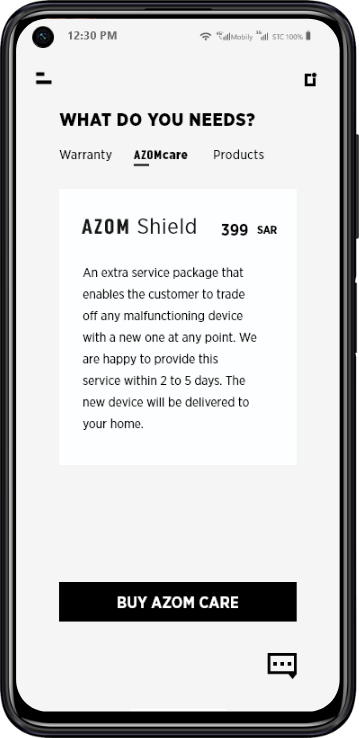 12:30 PM 4G Mobily 3G STC 100%
WHAT DO YOU NEEDS?
Warranty AZOMcare Products
AZOM Shield 399 SAR
An extra service package that
enables the customer to trade
off any malfunctioning device
with a new one at any point. We
are happy to provide this
service within 2 to 5 days. The
new device will be delivered to
your home.
BUY AZOM CARE